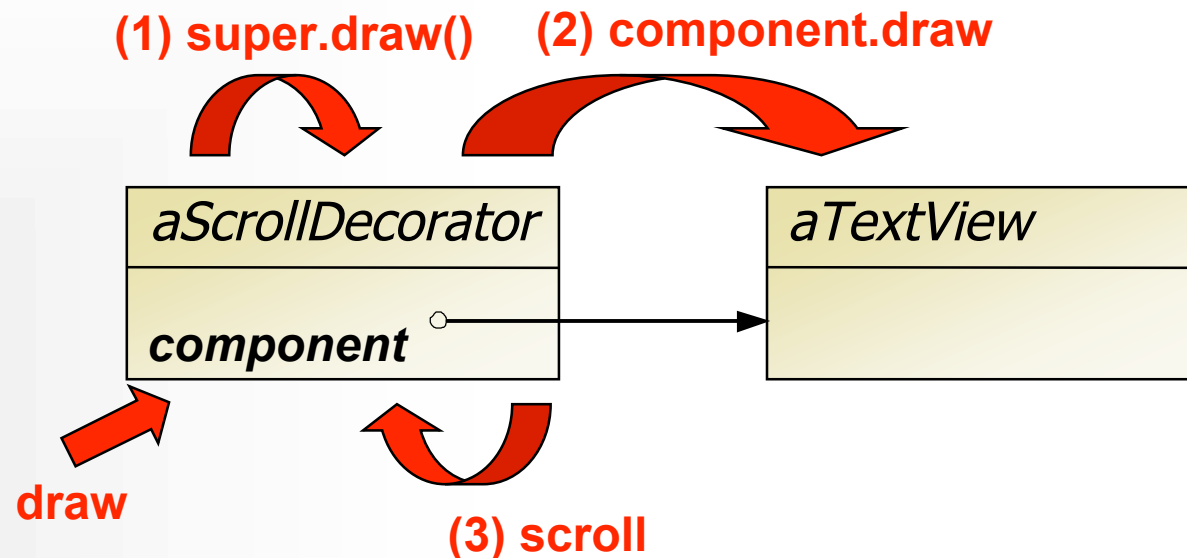 (1) super.draw() (2) component.draw
aScrollDecorator aTextView
component
draw
(3) scroll